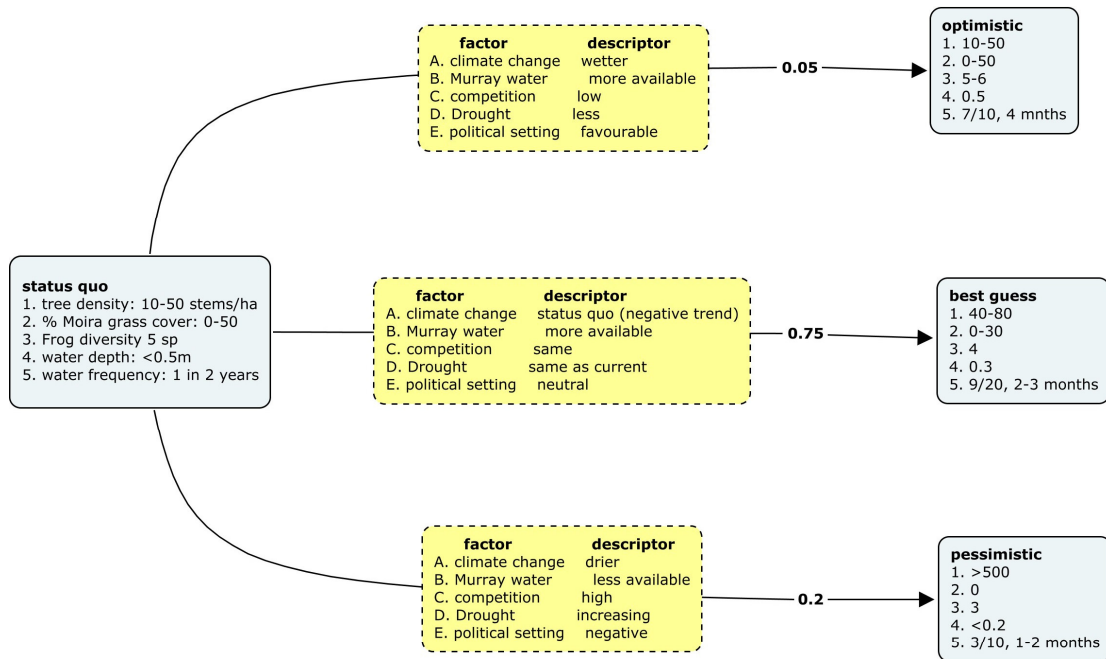 factor descriptor
A. climate change wetter
B. Murray water more available
C. competition low
D. Drought less
E. political setting favourable
0.05
optimistic
1. 10-50
2. 0-50
3. 5-6
4. 0.5
5. 7/10, 4 mnths
status quo
1. tree density: 10-50 stems/ha
2. % Moira grass cover: 0-50
3. Frog diversity 5 sp
4. water depth: <0.5m
5. water frequency: 1 in 2 years
factor descriptor
A. climate change status quo (negative trend)
B. Murray water more available
C. competition same
D. Drought same as current
E. political setting neutral
0.75
best guess
1. 40-80
2. 0-30
3. 4
4. 0.3
5. 9/20, 2-3 months
factor descriptor
A. climate change drier
B. Murray water less available
C. competition high
D. Drought increasing
E. political setting negative
0.2
pessimistic
1. >500
2. 0
3. 3
4. <0.2
5. 3/10, 1-2 months